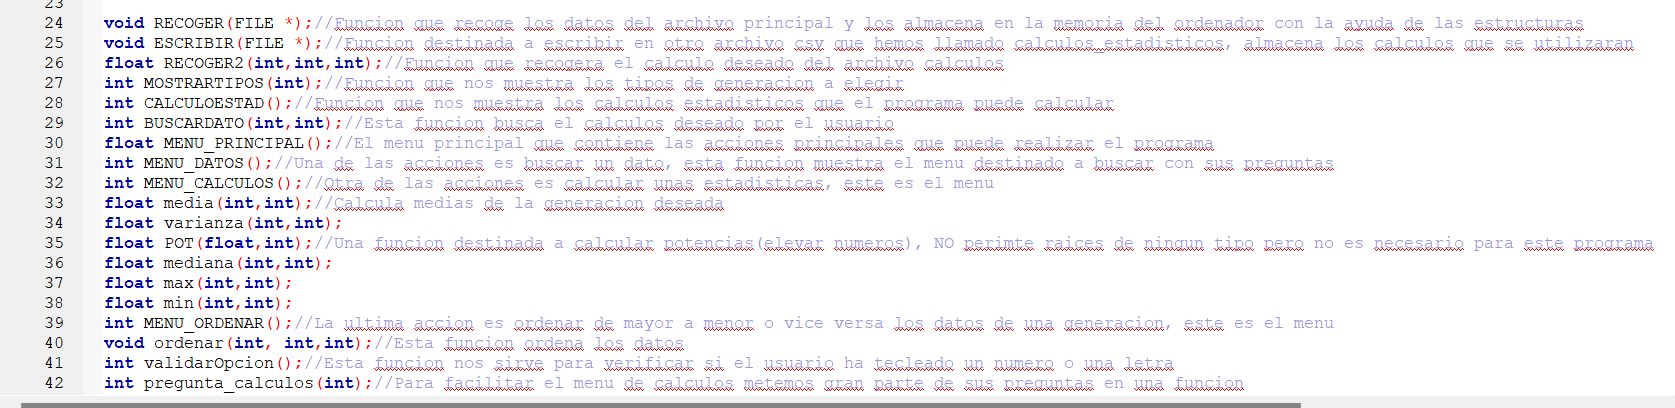 23
24 void RECOGER(FILE *);//Funcion que recoge los datos del archivo principal y los almacena en la memoria del ordenador con la ayuda de las estructuras
25 void ESCRIBIR(FILE *);//Funcion destinada a escribir en otro archivo csv que hemos llamado calculos_estadisticos, almacena los calculos que se utilizaran
26 float RECOGER2(int,int,int);//Funcion que recogera el calculo deseado del archivo calculos
27 int MOSTRARTIPOS(int);//Funcion que nos muestra los tipos de generacion a elegir
28 int CALCULOESTAD();//Funcion que nos muestra los calculos estadisticos que el programa puede calcular
29 int BUSCARDATO(int,int);//Esta funcion busca el calculos deseado por el usuario
30 float MENU_PRINCIPAL();//El menu principal que contiene las acciones principales que puede realizar el programa
31 int MENU_DATOS();//Una de las acciones es buscar un dato, esta funcion muestra el menu destinado a buscar con sus preguntas
32 int MENU_CALCULOS();//Otra de las acciones es calcular unas estadisticas, este es el menu
33 float media(int,int);//Calcula medias de la generacion deseada
34 float varianza(int,int);
35 float POT(float,int);//Una funcion destinada a calcular potencias(elevar numeros), NO perimte raices de ningun tipo pero no es necesario para este programa
36 float mediana(int,int);
37 float max(int,int);
38 float min(int,int);
39 int MENU_ORDENAR();//La ultima accion es ordenar de mayor a menor o vice versa los datos de una generacion, este es el menu
40 void ordenar(int, int,int);//Esta funcion ordena los datos
41 int validarOpcion();//Esta funcion nos sirve para verificar si el usuario ha tecleado un numero o una letra
42 int pregunta_calculos(int);//Para facilitar el menu de calculos metemos gran parte de sus preguntas en una funcion